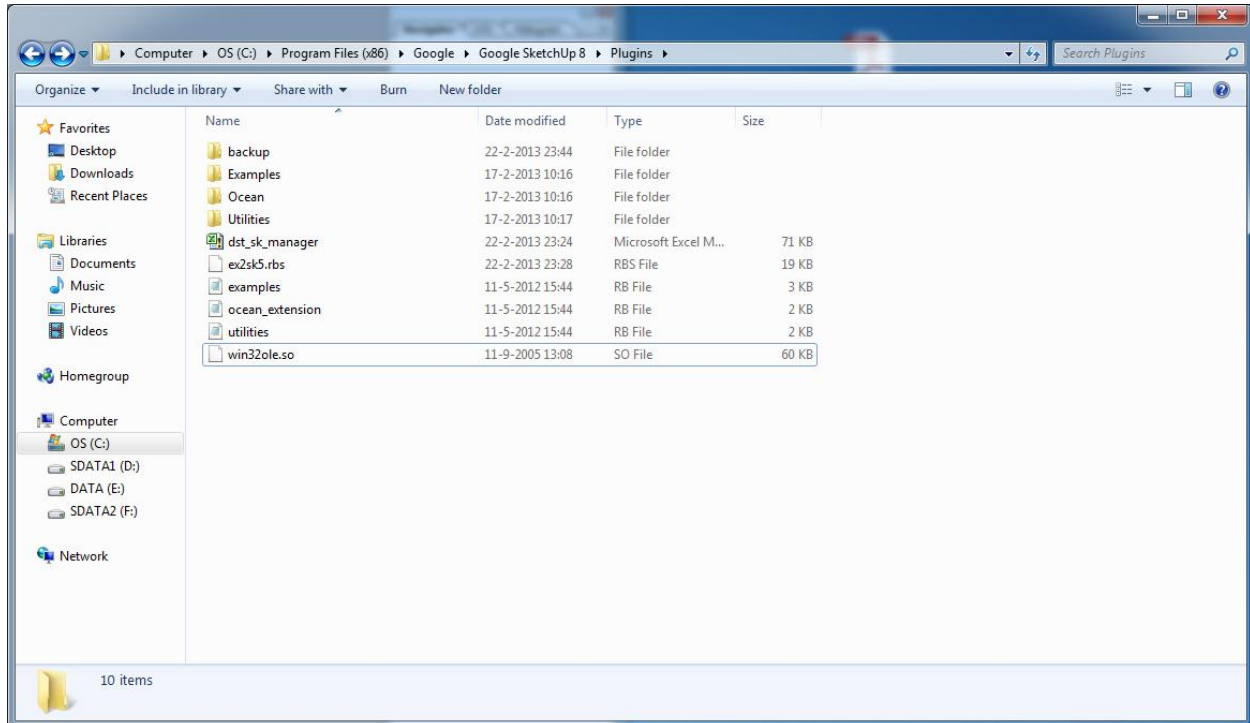 Computer OS (C:) Program Files (x86) Google Google SketchUp 8 Plugins Search Plugins
Organize Include in library Share with Burn New folder
Favorites
Desktop
Downloads
Recent Places
Libraries
Documents
Music
Pictures
Videos
Homegroup
Computer
OS (C:)
SDATA1 (D:)
DATA (E:)
SDATA2 (F:)
Network
Name Date modified Type Size
backup 22-2-2013 23:44 File folder
Examples 17-2-2013 10:16 File folder
Ocean 17-2-2013 10:16 File folder
Utilities 17-2-2013 10:17 File folder
dst_sk_manager 22-2-2013 23:24 Microsoft Excel M... 71 KB
ex2sk5.rbs 22-2-2013 23:28 RBS File 19 KB
examples 11-5-2012 15:44 RB File 3 KB
ocean_extension 11-5-2012 15:44 RB File 2 KB
utilities 11-5-2012 15:44 RB File 2 KB
win32ole.so 11-9-2005 13:08 SO File 60 KB
10 items